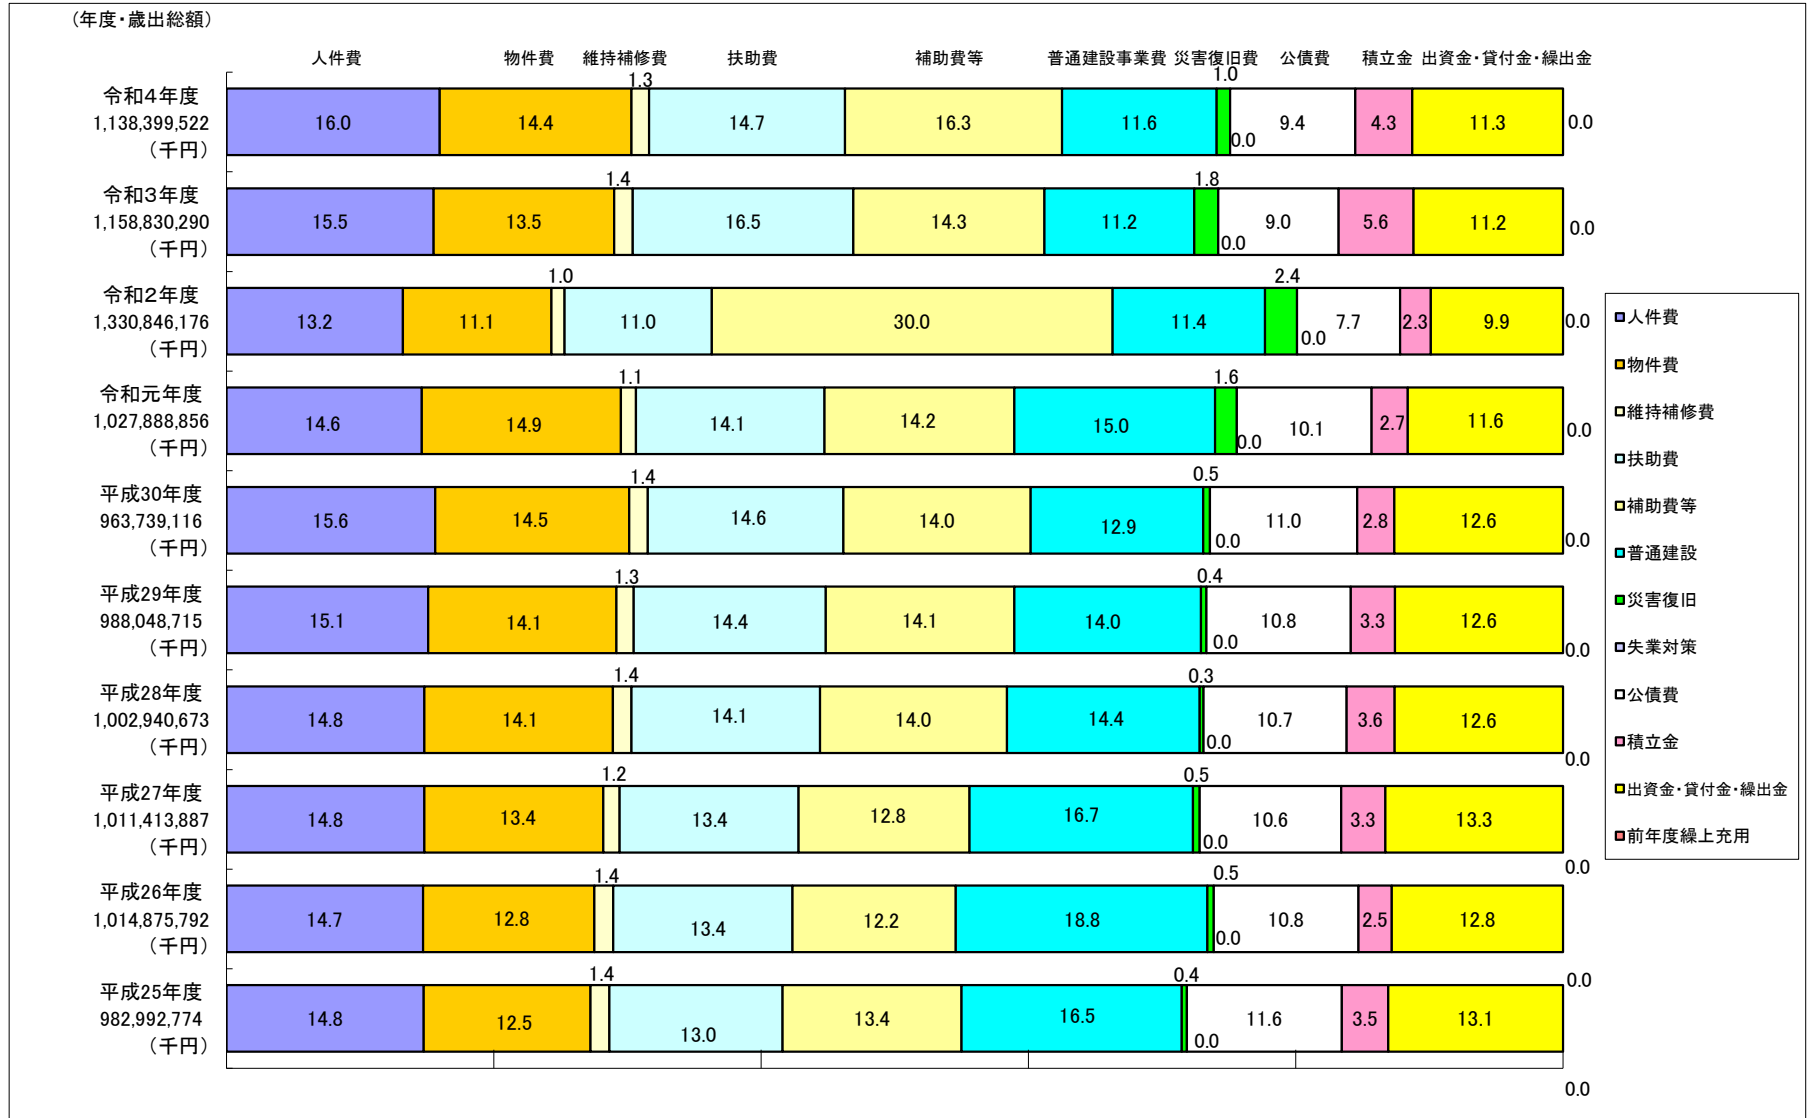 （年度・歳出総額）
人件費 物件費 維持補修費 扶助費 補助費等 普通建設事業費 災害復旧費 公債費 積立金 出資金・貸付金・繰出金
令和４年度
1,138,399,522
（千円）
16.0 14.4 1.3 14.7 16.3 11.6 1.0 0.0 9.4 4.3 11.3 0.0
令和３年度
1,158,830,290
（千円）
15.5 13.5 1.4 16.5 14.3 11.2 1.8 0.0 9.0 5.6 11.2 0.0
令和２年度
1,330,846,176
（千円）
13.2 11.1 1.0 11.0 30.0 11.4 2.4 0.0 7.7 2.3 9.9 0.0
令和元年度
1,027,888,856
（千円）
14.6 14.9 1.1 14.1 14.2 15.0 1.6 0.0 10.1 2.7 11.6 0.0
平成30年度
963,739,116
（千円）
15.6 14.5 1.4 14.6 14.0 12.9 0.5 0.0 11.0 2.8 12.6 0.0
平成29年度
988,048,715
（千円）
15.1 14.1 1.3 14.4 14.1 14.0 0.4 0.0 10.8 3.3 12.6 0.0
平成28年度
1,002,940,673
（千円）
14.8 14.1 1.4 14.1 14.0 14.4 0.3 0.0 10.7 3.6 12.6 0.0
平成27年度
1,011,413,887
（千円）
14.8 13.4 1.2 13.4 12.8 16.7 0.5 0.0 10.6 3.3 13.3 0.0
平成26年度
1,014,875,792
（千円）
14.7 12.8 1.4 13.4 12.2 18.8 0.5 0.0 10.8 2.5 12.8 0.0
平成25年度
982,992,774
（千円）
14.8 12.5 1.4 13.0 13.4 16.5 0.4 0.0 11.6 3.5 13.1 0.0
人件費
物件費
維持補修費
扶助費
補助費等
普通建設
災害復旧
失業対策
公債費
積立金
出資金・貸付金・繰出金
前年度繰上充用